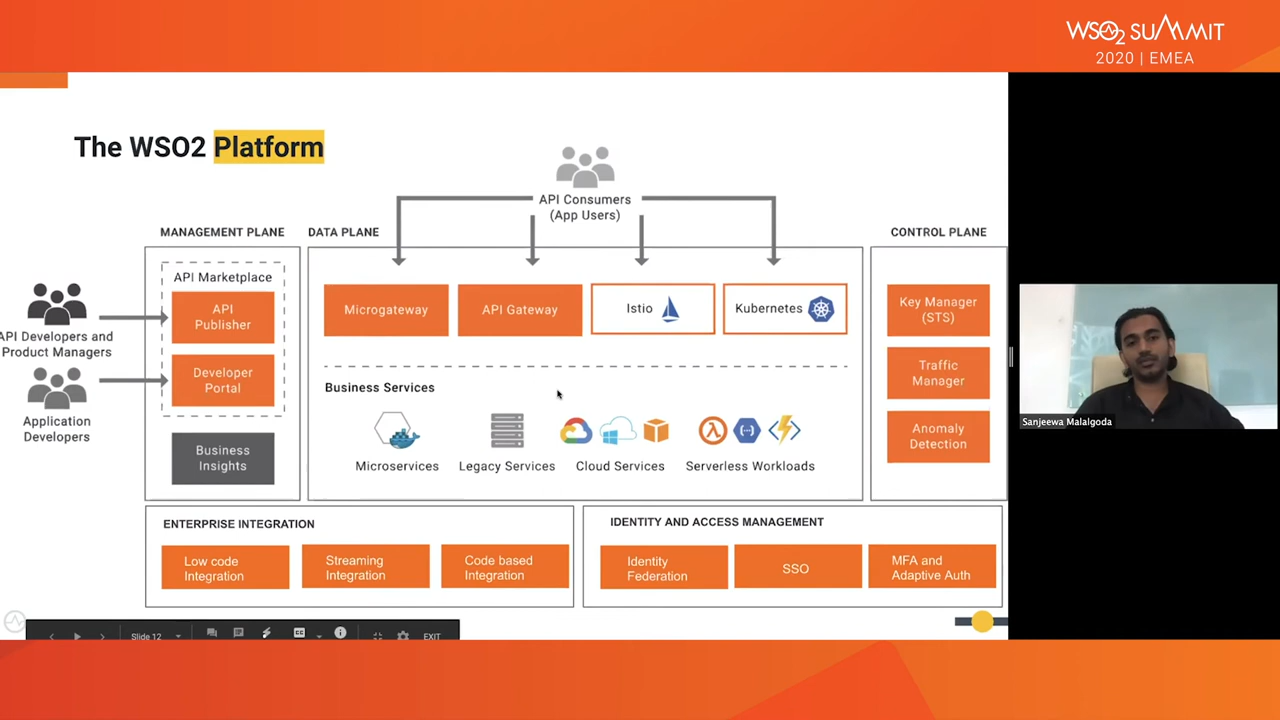 WSO2 SUMMIT
2020 | EMEA
The WSO2 Platform
API Consumers
(App Users)
MANAGEMENT PLANE
DATA PLANE
CONTROL PLANE
API Marketplace
API
Publisher
Developer
Portal
Business
Insights
API Developers and
Product Managers
Application
Developers
Microgateway
API Gateway
Istio
Kubernetes
Business Services
Microservices
Legacy Services
Cloud Services
Serverless Workloads
Key Manager
(STS)
Traffic
Manager
Anomaly
Detection
Sanjeewa Malalgoda
ENTERPRISE INTEGRATION
Low code
Integration
Streaming
Integration
Code based
Integration
IDENTITY AND ACCESS MANAGEMENT
Identity
Federation
SSO
MFA and
Adaptive Auth
Slide 12
CC
EXIT